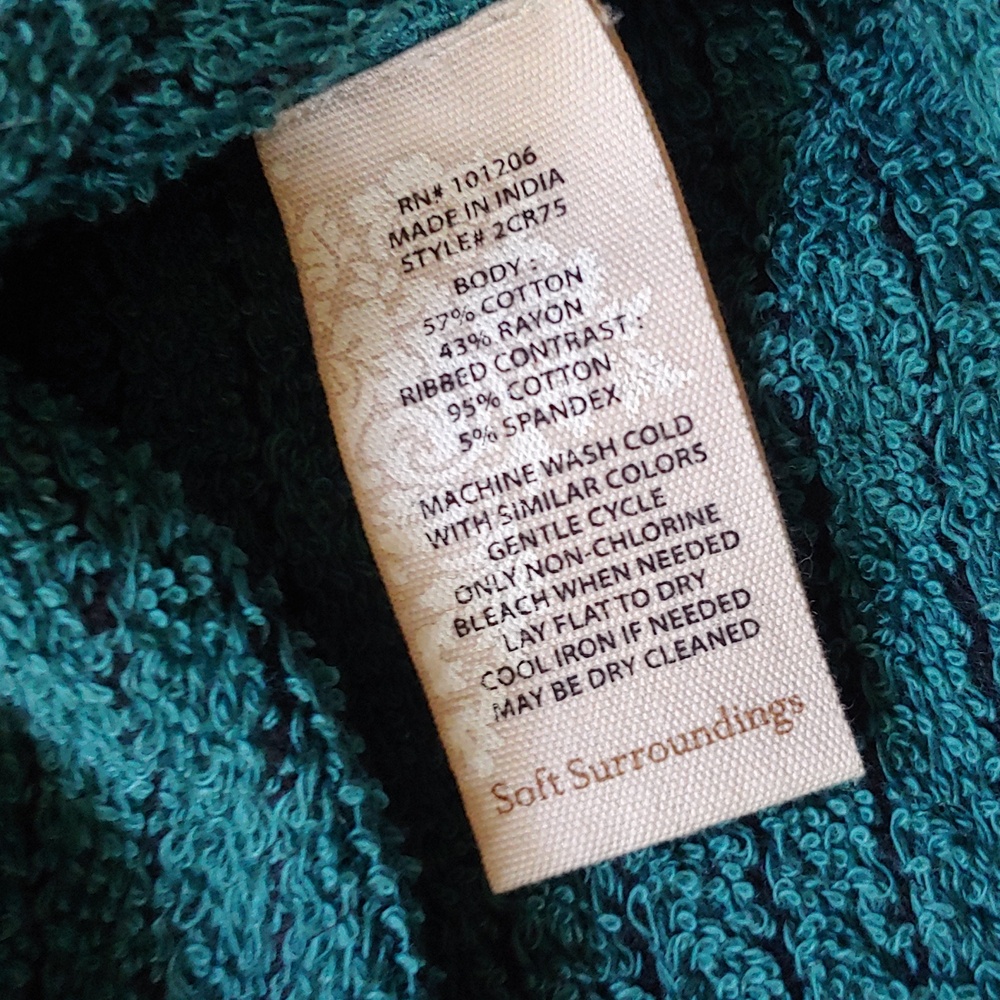 RN# 101206
MADE IN INDIA
STYLE# 2CR75
BODY :
57% COTTON
43% RAYON
RIBBED CONTRAST :
95% COTTON
5% SPANDEX
MACHINE WASH COLD
WITH SIMILAR COLORS
GENTLE CYCLE
ONLY NON-CHLORINE
BLEACH WHEN NEEDED
LAY FLAT TO DRY
COOL IRON IF NEEDED
MAY BE DRY CLEANED
Soft Surroundings